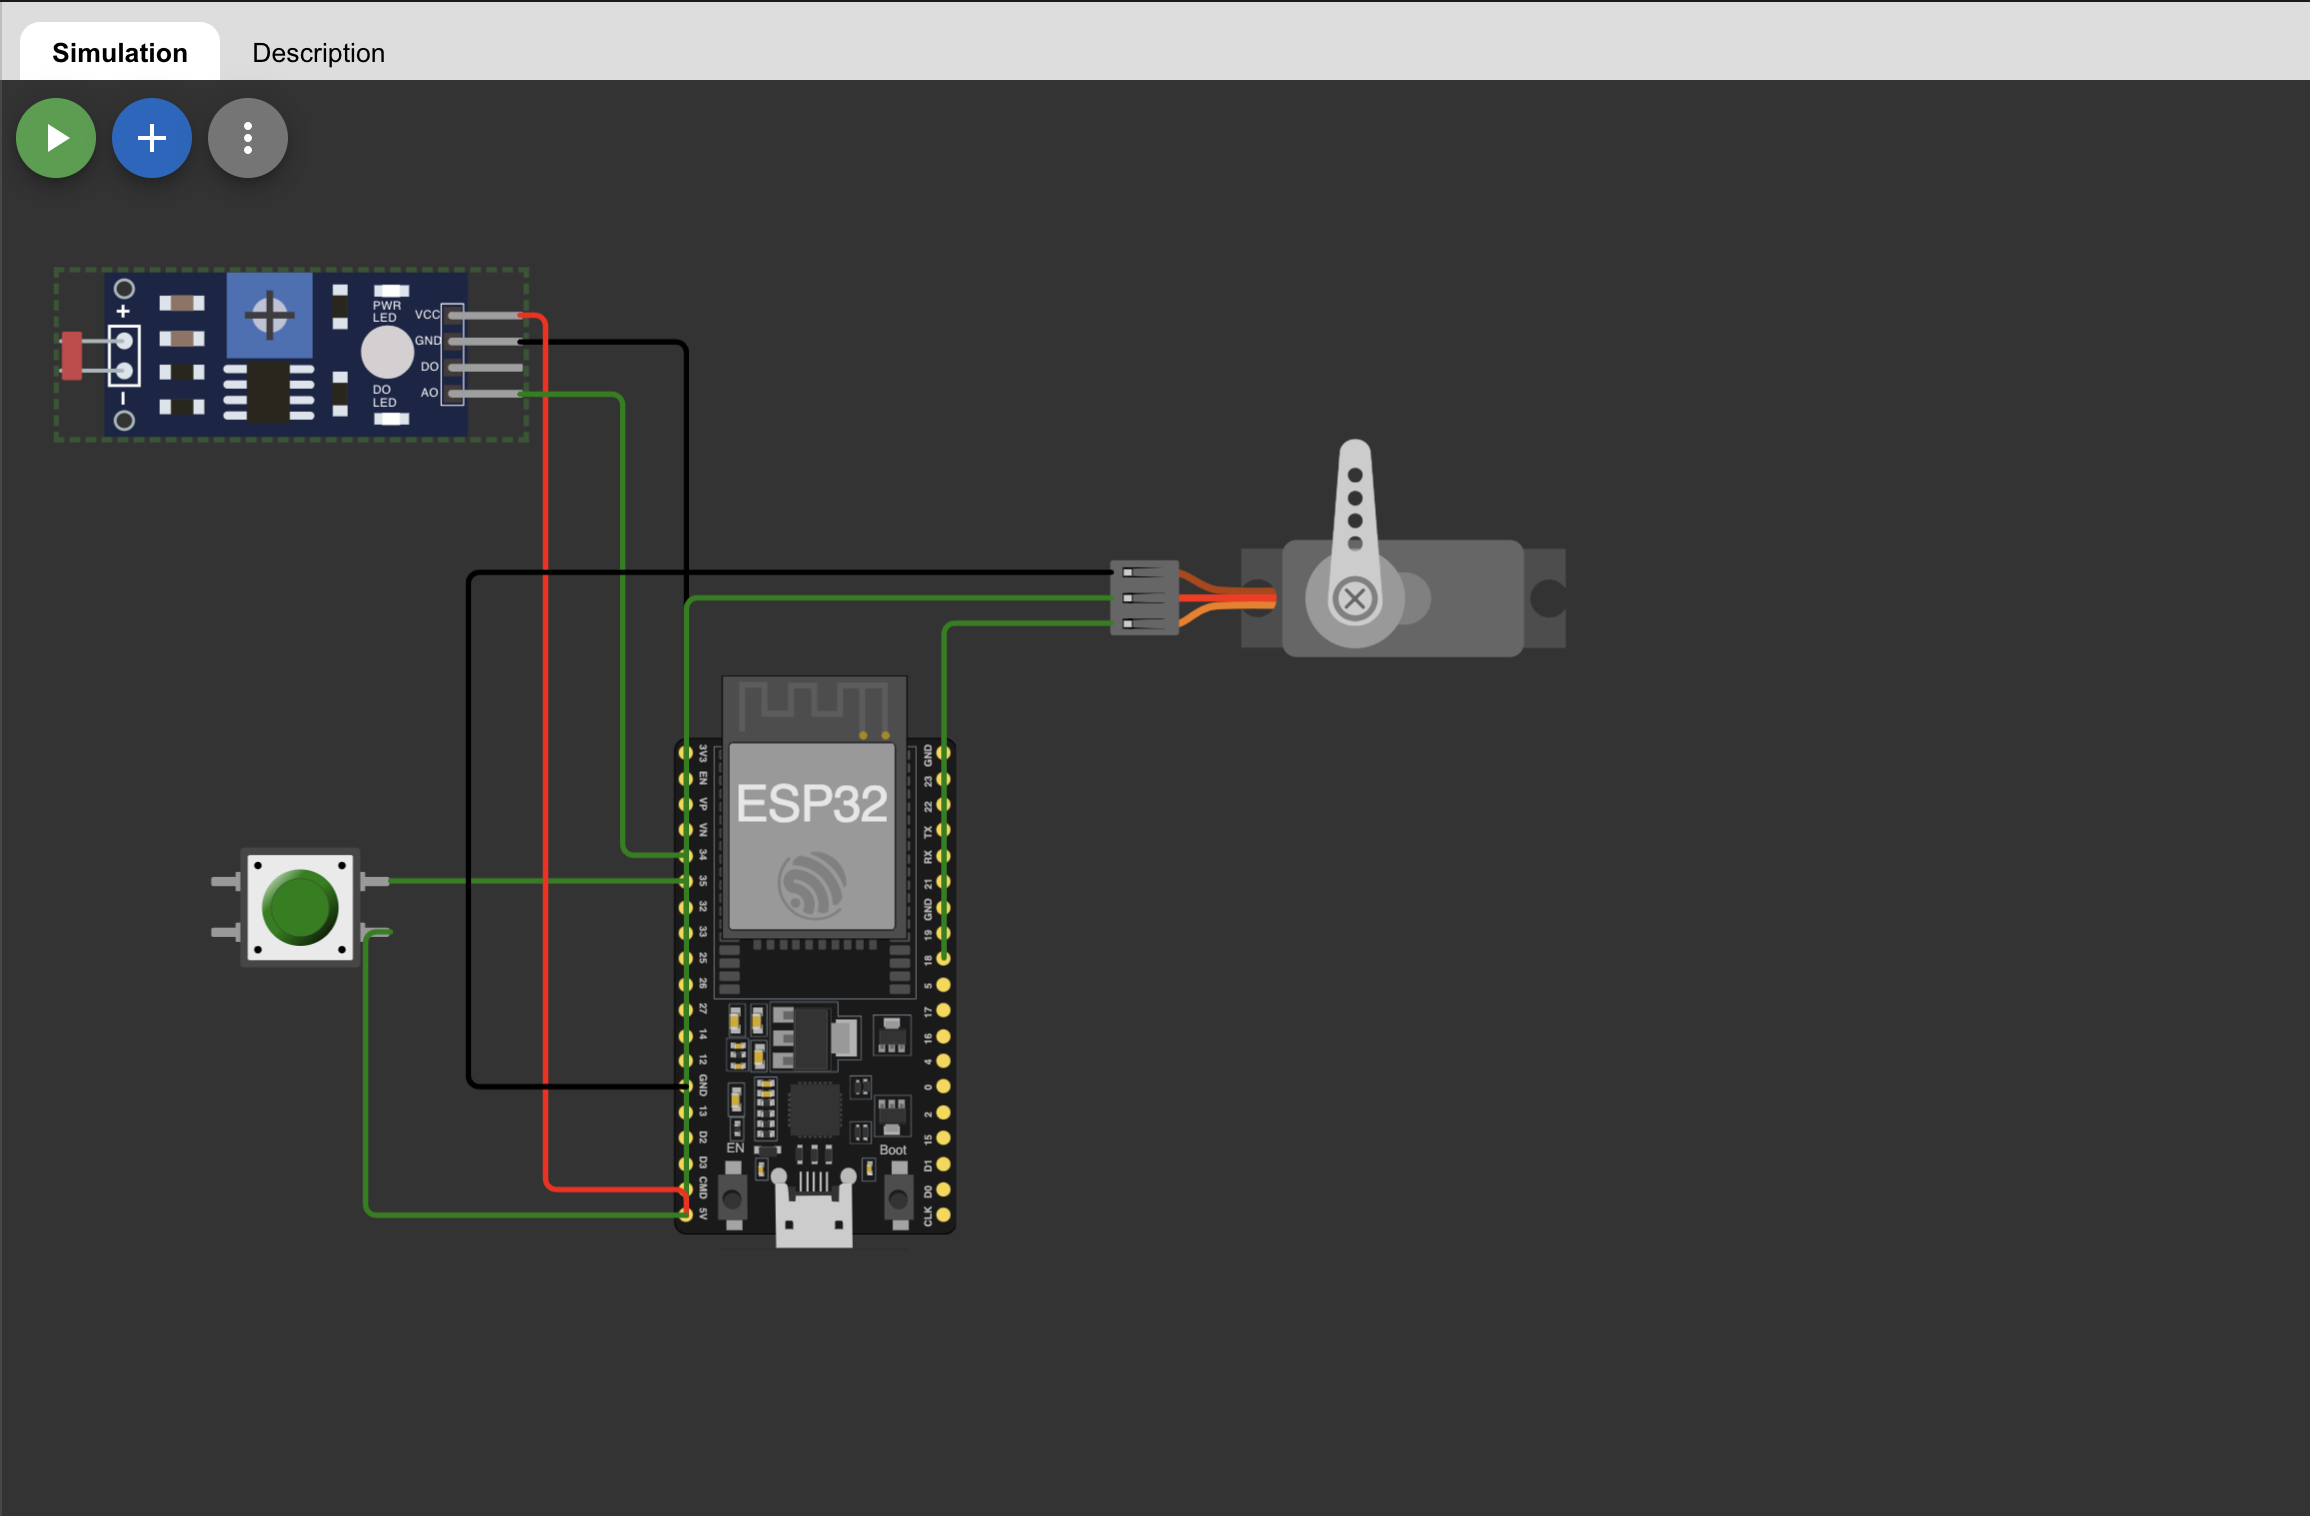 Simulation Description
+
PWR
LED
VCC
GND
DO
AO
DO
LED
ESP32
3V3
EN
VP
VN
34
35
32
33
25
26
27
14
12
GND
13
D2
D3
CMD
5V
GND
23
22
TX
RX
21
GND
19
18
5
17
16
4
0
2
15
D1
D0
CLK
EN
Boot